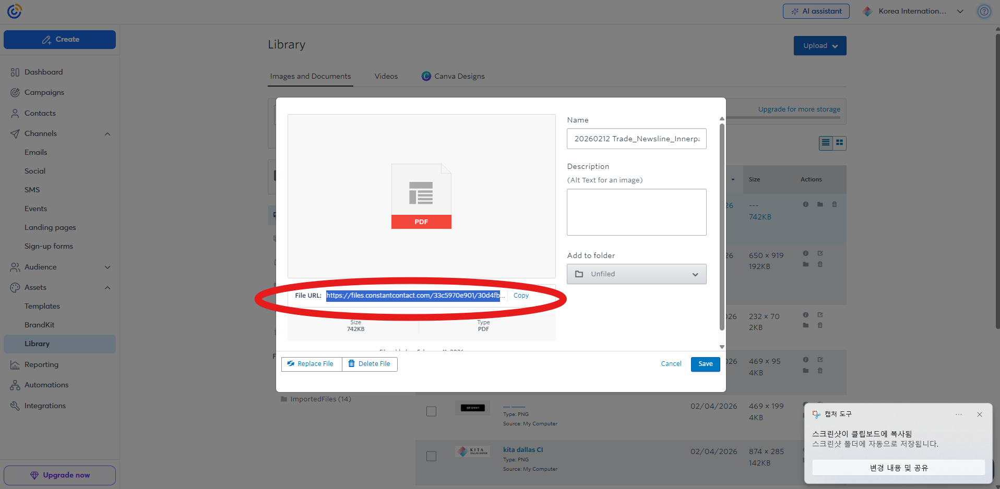 AI assistant
Korea Internation...
Create
Dashboard
Campaigns
Contacts
Channels
Emails
Social
SMS
Events
Landing pages
Sign-up forms
Audience
Assets
Templates
BrandKit
Library
Reporting
Automations
Integrations
Upgrade now
Library
Upload
Images and Documents
Videos
Canva Designs
Upgrade for more storage
Size
Actions
26
---
742KB
26
650 × 919
192KB
026
232 × 70
2KB
026
469 × 95
4KB
Name
20260212 Trade_Newsline_Innerpa
Description
(Alt Text for an image)
Add to folder
Unfiled
PDF
File URL: https://files.constantcontact.com/33c5970e901/30d4fb...
Copy
Size
742KB
Type
PDF
Replace File
Delete File
Cancel
Save
F
ImportedFiles (14)
Type: PNG
Source: My Computer
02/04/2026
469 × 199
4KB
KITA
DALLAS CENTER
kita dallas CI
Type: PNG
Source: My Computer
02/04/2026
874 × 285
142KB
캡처 도구
스크린샷이 클립보드에 복사됨
스크린샷 폴더에 자동으로 저장됩니다.
변경 내용 및 공유